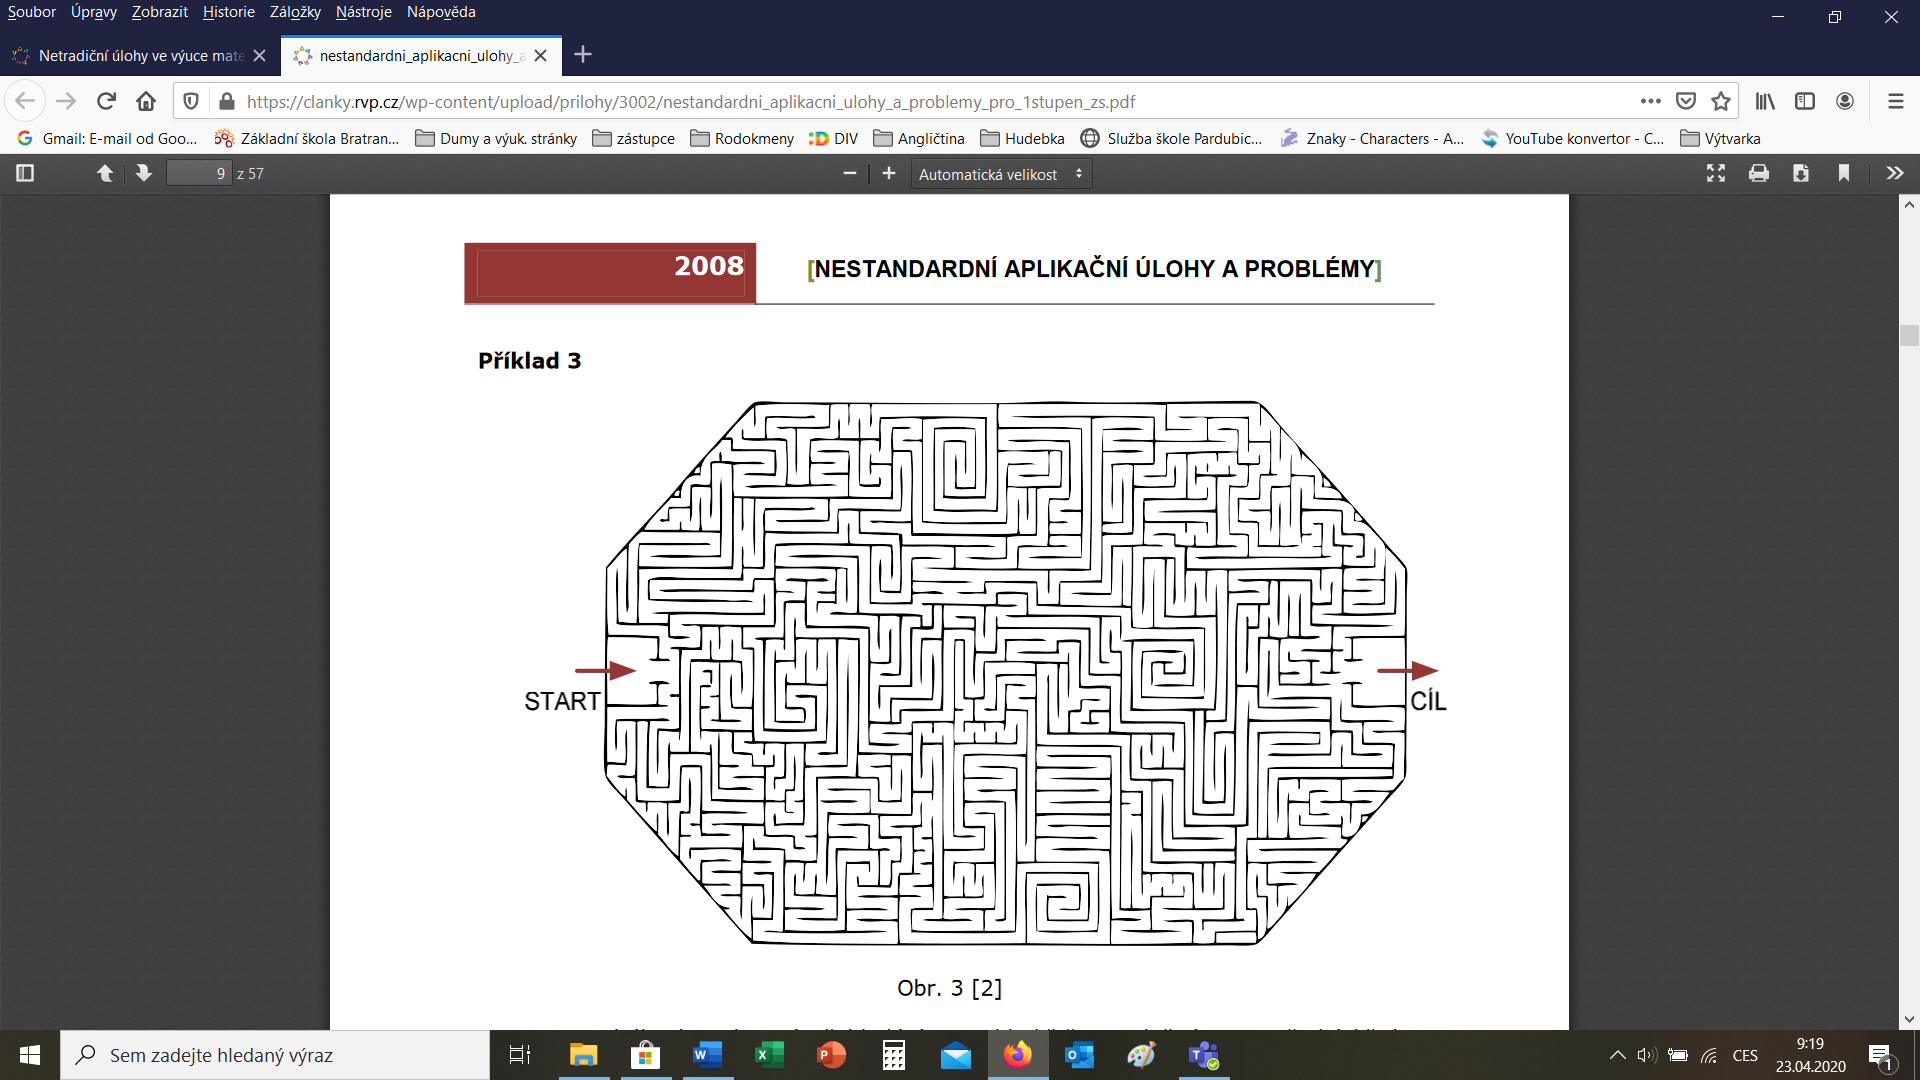 Soubor Úpravy Zobrazit Historie Záložky Nástroje Nápověda
Netradiční úlohy ve výuce mate
nestandardni_aplikacni_ulohy_a
https://clanky.rvp.cz/wp-content/upload/prilohy/3002/nestandardni_aplikacni_ulohy_a_problemy_pro_1stupen_zs.pdf
Gmail: E-mail od Goo... Základní škola Bratran... Dumy a výuk. stránky zástupce Rodokmeny DIV Angličtina Hudebka Služba škole Pardubic... Znaky - Characters - A... YouTube konvertor - C... Výtvarka
9 z 57 Automatická velikost
2008 [NESTANDARDNÍ APLIKAČNÍ ÚLOHY A PROBLÉMY]
Příklad 3
START
CÍL
Obr. 3 [2]
Sem zadejte hledaný výraz
CES
9:19
23.04.2020
1